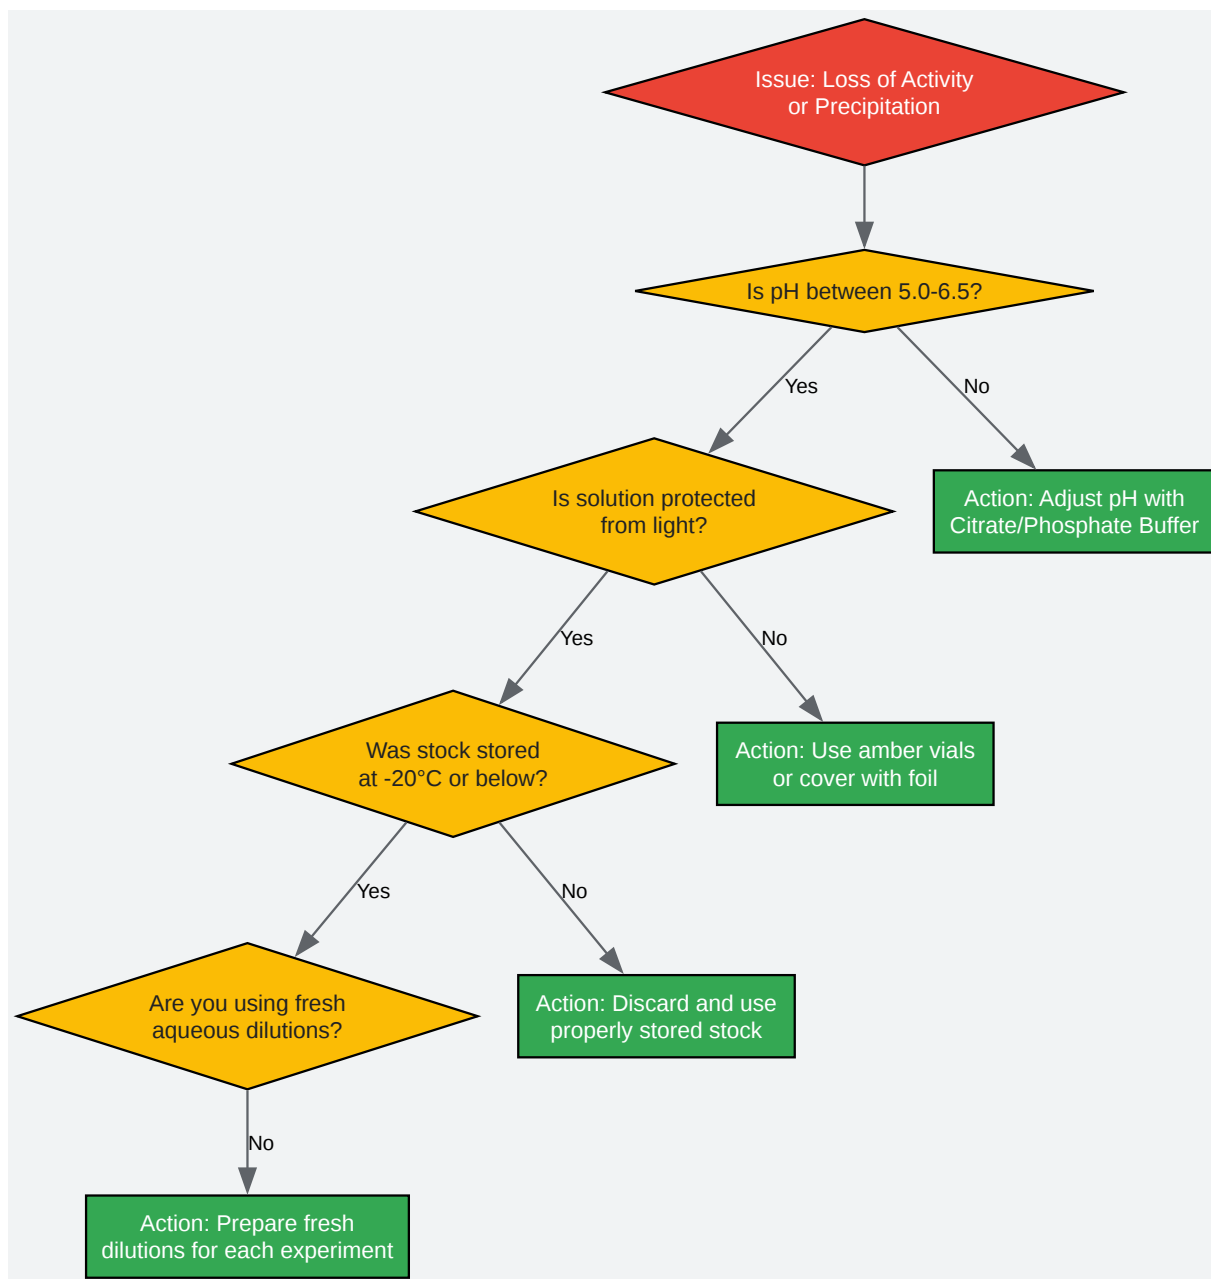 Issue: Loss of Activity
or Precipitation
Is pH between 5.0-6.5?
Yes
No
Is solution protected
from light?
Action: Adjust pH with
Citrate/Phosphate Buffer
Yes
No
Was stock stored
at -20°C or below?
Action: Use amber vials
or cover with foil
Yes
No
Are you using fresh
aqueous dilutions?
Action: Discard and use
properly stored stock
No
Action: Prepare fresh
dilutions for each experiment